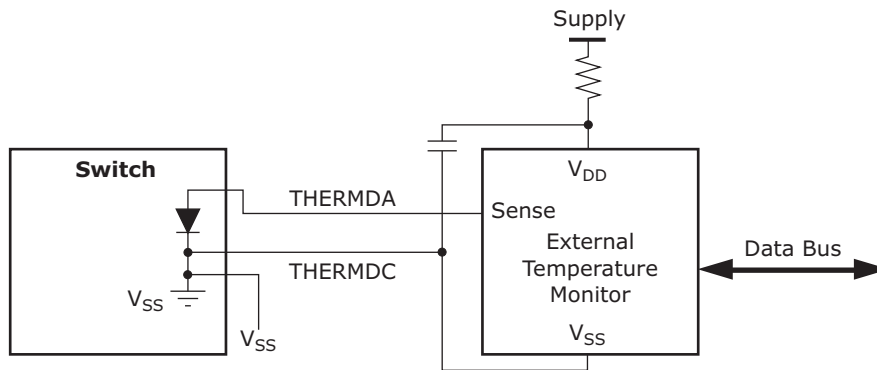 Supply
Switch
V_DD
THERMDA
Sense
External
Temperature
Monitor
Data Bus
THERMDC
V_SS
V_SS
V_SS